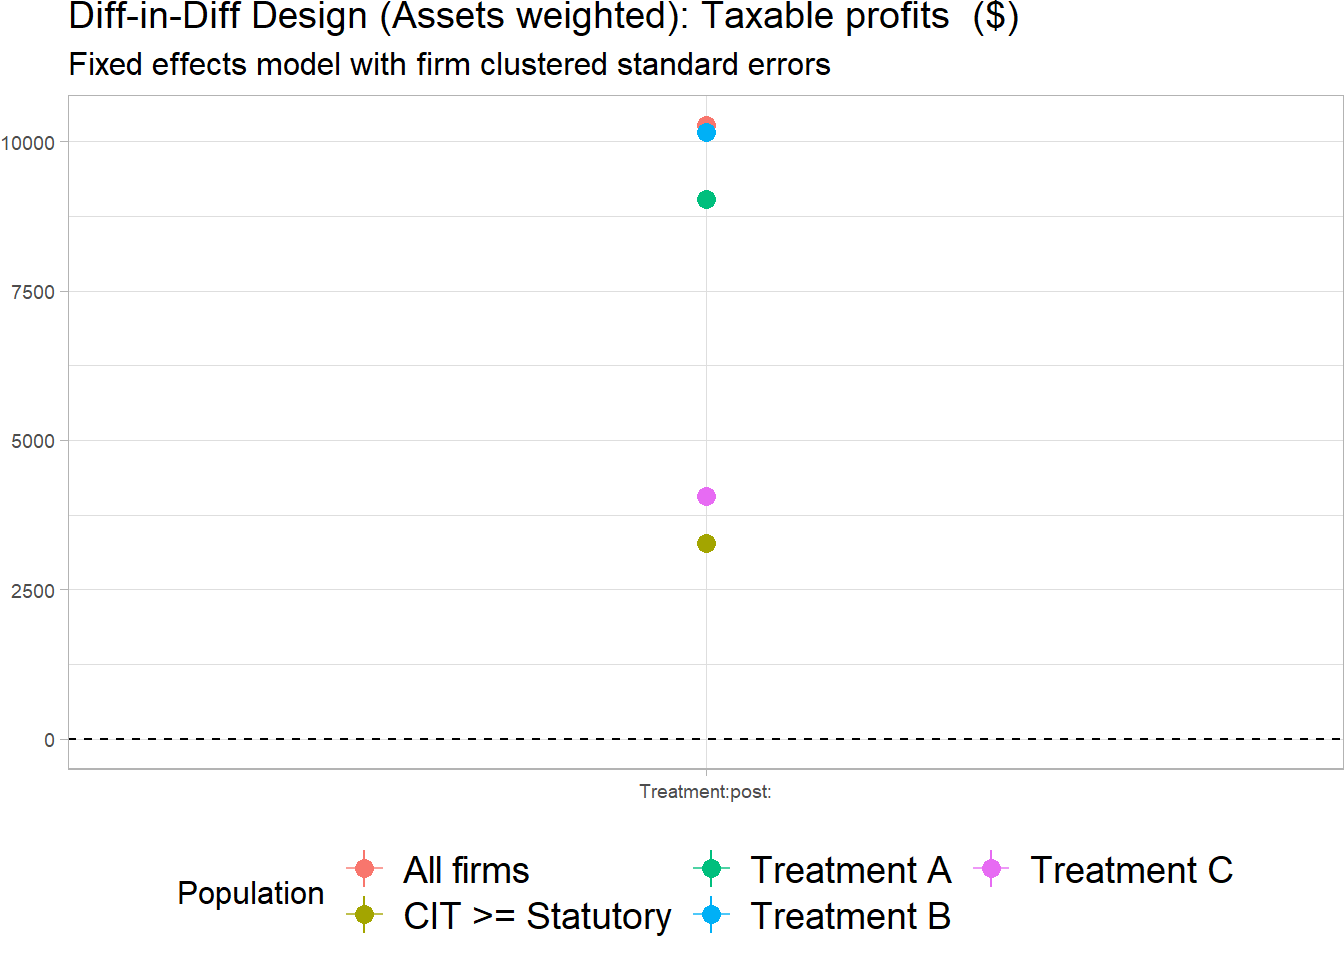 Diff-in-Diff Design (Assets weighted): Taxable profits  ($)
Fixed effects model with firm clustered standard errors
10000
7500
5000
2500
0
Treatment:post:
Population
All firms
Treatment A
Treatment C
CIT >= Statutory
Treatment B